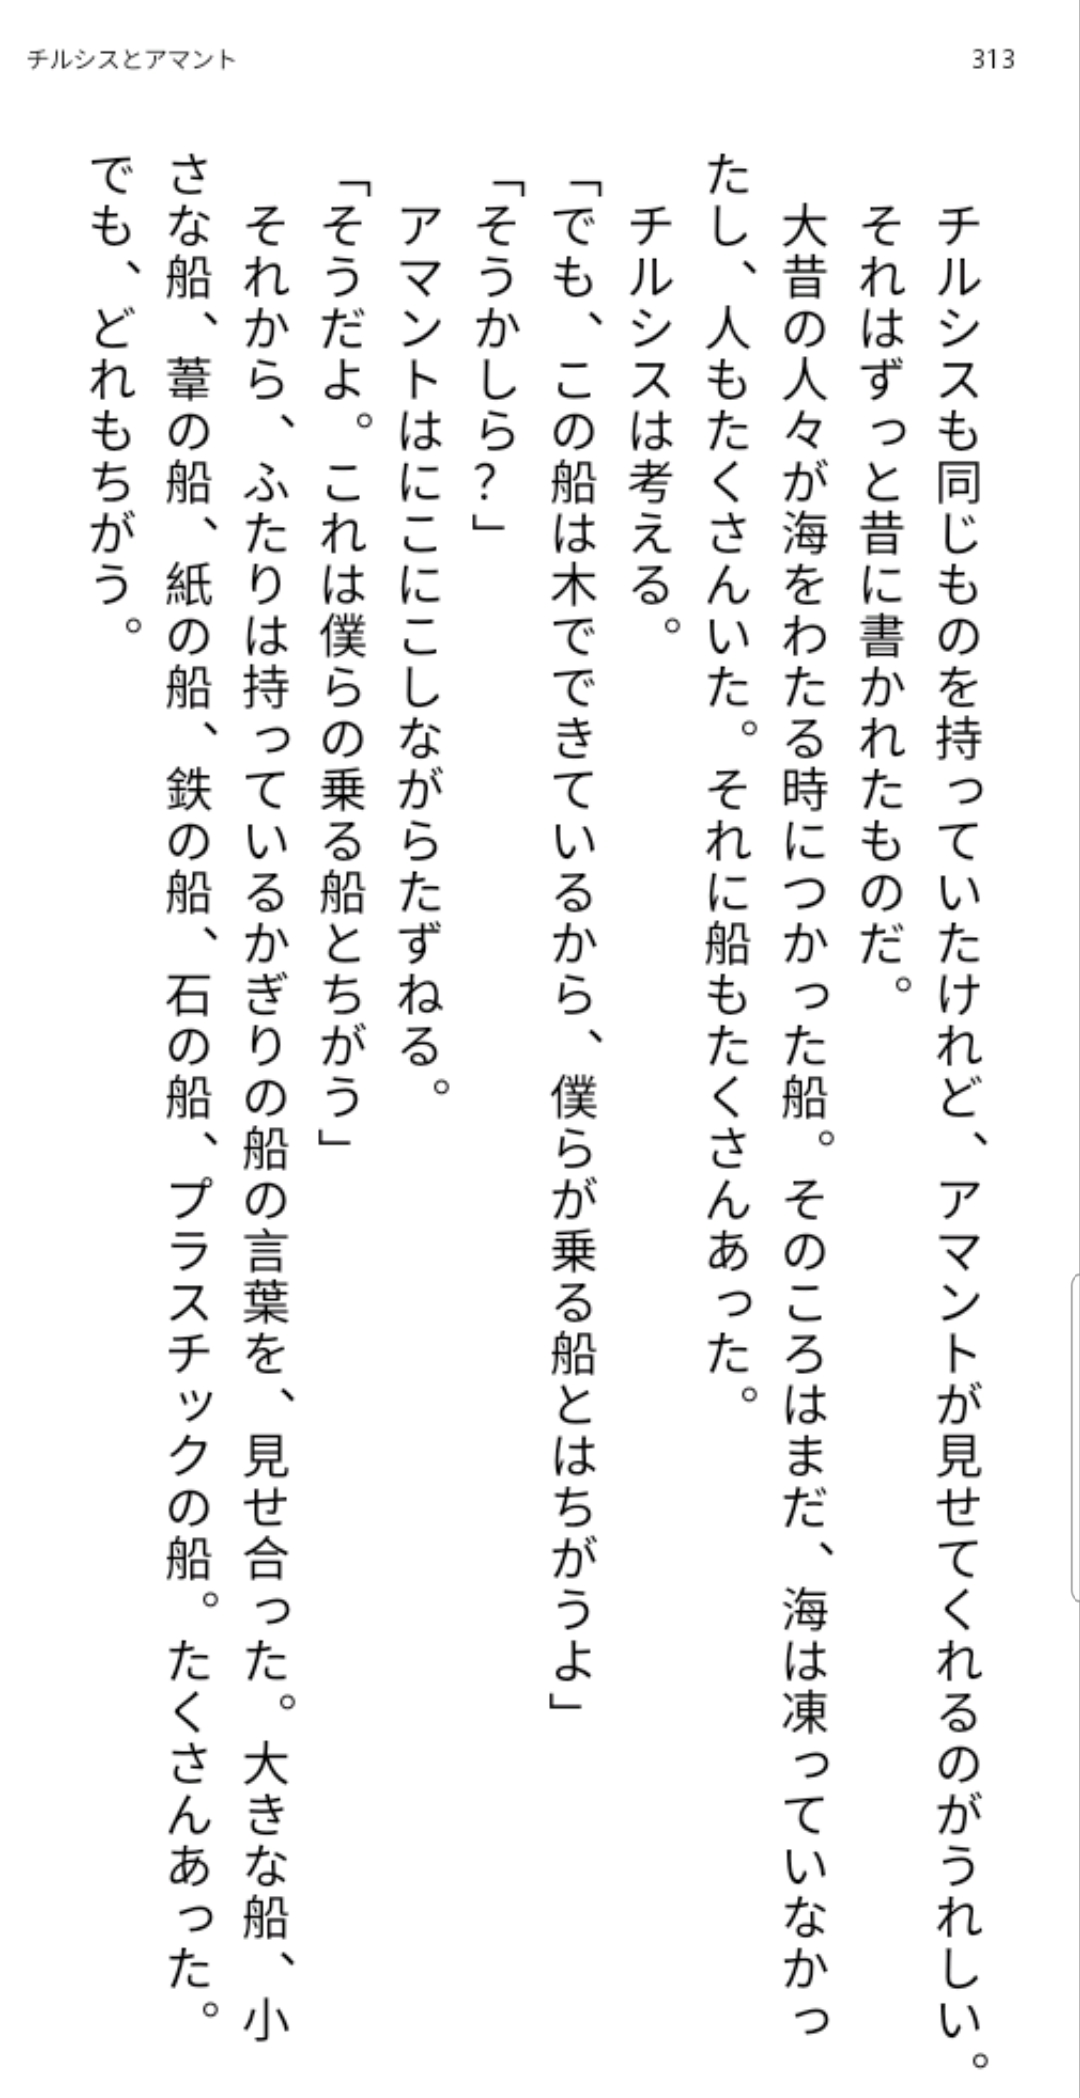 チルシスとアマント
313
チルシスも同じものを持っていたけれど、アマントが見せてくれるのがうれしい。
それはずっと昔に書かれたものだ。
大昔の人々が海をわたる時につかった船。そのころはまだ、海は凍っていなかっ
たし、人もたくさんいた。それに船もたくさんあった。
チルシスは考える。
「でも、この船は木でできているから、僕らが乗る船とはちがうよ」
「そうかしら?」
アマントはにこにこしながらたずねる。
「そうだよ。これは僕らの乗る船とちがう」
それから、ふたりは持っているかぎりの船の言葉を、見せ合った。大きな船、小
さな船、葦の船、紙の船、鉄の船、石の船、プラスチックの船。たくさんあった。
でも、どれもちがう。